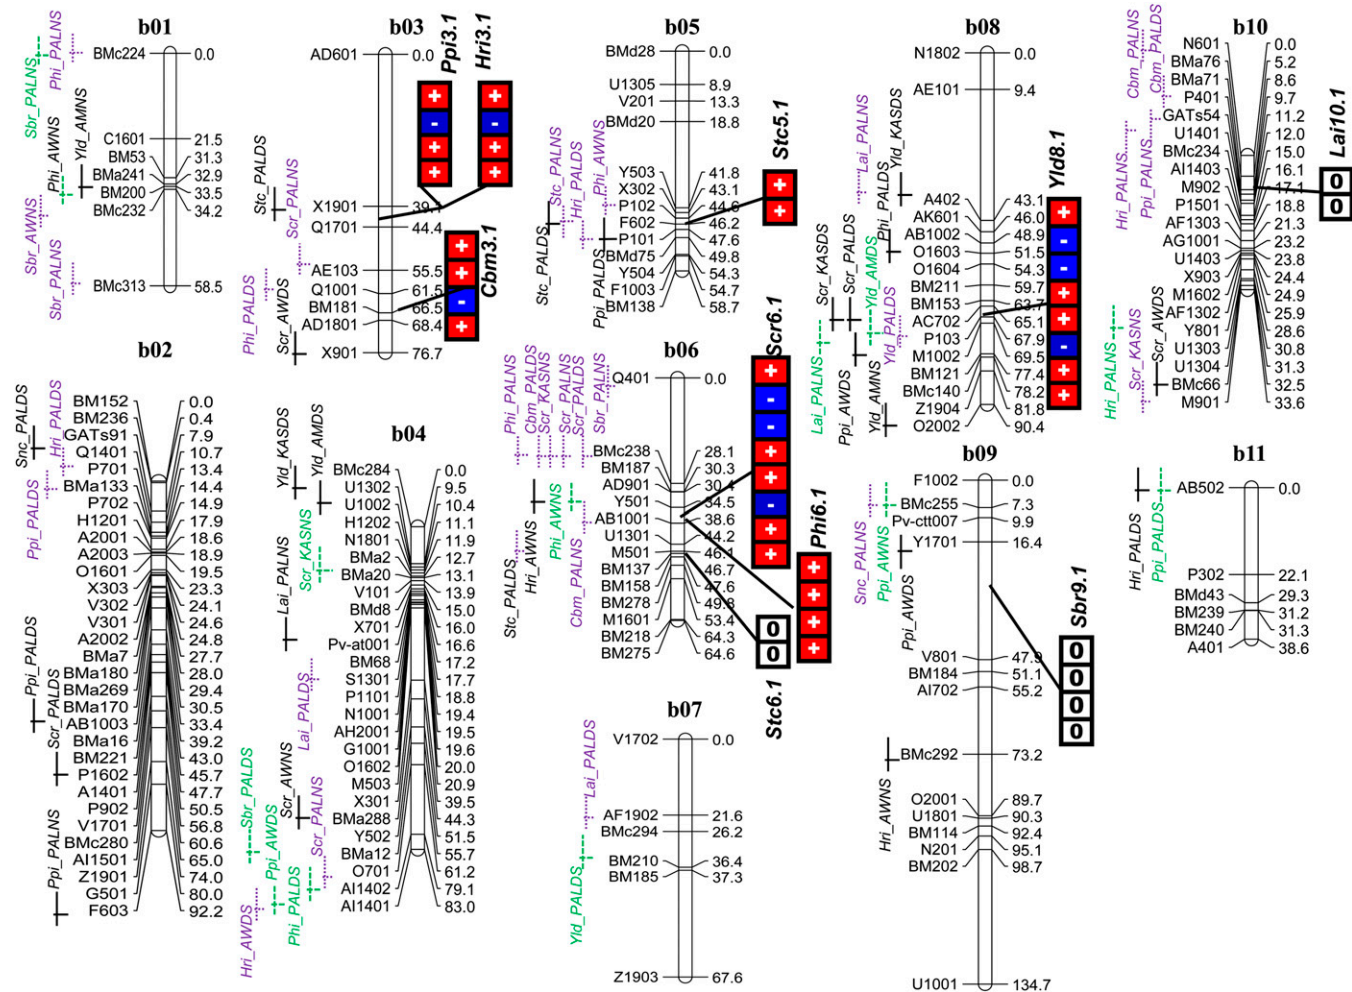 b01
Sbr_PALNS
Phi_PALNS
BMc224 0.0
C1601 21.5
BM53 31.3
BMa241 32.9
BM200 33.5
BMc232 34.2
BMc313 58.5
Phi_AWNS
Yld_AMNS
Sbr_AWNS
Sbr_PALNS
b02
BM152 0.0
BM236 0.4
GATs91 7.9
Q1401 10.7
P701 13.4
BMa133 14.4
P702 14.9
H1201 17.9
A2001 18.6
A2003 18.9
O1601 19.5
X303 23.3
V302 24.1
V301 24.6
A2002 24.8
BMa7 27.7
BMa180 28.0
BMa269 29.4
BMa170 30.5
AB1003 33.4
BMa16 39.2
BM221 43.0
P1602 45.7
A1401 47.7
P902 50.5
V1701 56.8
BMc280 60.6
AI1501 65.0
Z1901 74.0
G501 80.0
F603 92.2
Snc_PALDS
Hri_PALDS
Ppi_PALDS
Ppi_PALDS
Scr_PALDS
Ppi_PALNS
b03
AD601 0.0
X1901 39.1
Q1701 44.4
AE103 55.5
Q1001 61.5
BM181 66.5
AD1801 68.4
X901 76.7
Stc_PALDS
Scr_PALNS
Phi_PALDS
Scr_AWDS
Ppi3.1
+
-
+
+
Hri3.1
+
-
+
+
Cbm3.1
+
+
-
+
b04
BMc284 0.0
U1302 9.5
U1002 10.4
H1202 11.1
N1801 11.9
BMa2 12.7
BMa20 13.1
V101 13.9
BMd8 15.0
X701 16.0
Pv-at001 16.6
BM68 17.2
S1301 17.7
P1101 18.8
N1001 19.4
AH2001 19.5
G1001 19.6
O1602 20.0
M503 20.9
X301 39.5
BMa288 44.3
Y502 51.5
BMa12 55.7
O701 61.2
AI1402 79.1
AI1401 83.0
Yld_KASDS
Yld_AMDS
Lai_PALNS
Scr_KASNS
Lai_PALDS
Scr_AWNS
Scr_PALNS
Sbr_PALDS
Ppi_AWDS
Phi_PALDS
Hri_AWDS
b05
BMd28 0.0
U1305 8.9
V201 13.3
BMd20 18.8
Y503 41.8
X302 43.1
P102 44.6
F602 46.2
P101 47.6
BMd75 49.8
Y504 54.3
F1003 54.7
BM138 58.7
Stc_PALNS
Hri_PALDS
Phi_AWNS
Stc_PALDS
Ppi_PALDS
Stc5.1
+
+
b06
Q401 0.0
BMc238 28.1
BM187 30.3
AD901 30.4
Y501 34.5
AB1001 38.6
U1301 44.2
M501 46.1
BM137 46.7
BM158 47.6
BM278 49.8
M1601 53.4
BM218 64.3
BM275 64.6
Phi_PALNS
Cbm_PALDS
Scr_KASNS
Scr_PALNS
Scr_PALDS
Sbr_PALNS
Stc_PALDS
Hri_AWNS
Phi_AWNS
Cbm_PALNS
Scr6.1
+
-
-
+
-
+
+
Phi6.1
+
+
+
+
0
0
Stc6.1
b07
V1702 0.0
AF1902 21.6
BMc294 26.2
BM210 36.4
BM185 37.3
Z1903 67.6
Lai_PALDS
Yld_PALDS
b08
N1802 0.0
AE101 9.4
A402 43.1
AK601 46.0
AB1002 48.9
O1603 51.5
O1604 54.3
BM211 59.7
BM153 63.7
AC702 65.1
P103 67.9
M1002 69.5
BM121 77.4
BMc140 78.2
Z1904 81.8
O2002 90.4
Lai_PALNS
Yld_KASDS
Phi_PALDS
Scr_KASDS
Scr_PALDS
Yld_AMDS
Yld_PALDS
Lai_PALNS
Ppi_AWDS
Yld_AMNS
Yld8.1
+
-
-
+
+
-
+
+
b09
F1002 0.0
BMc255 7.3
Pv-ctt007 9.9
Y1701 16.4
V801 47.9
BM184 51.1
AI702 55.2
BMc292 73.2
O2001 89.7
U1801 90.3
BM114 92.4
N201 95.1
BM202 98.7
U1001 134.7
Snc_PALNS
Ppi_AWNS
Ppi_AWDS
Hri_AWNS
Sbr9.1
0
0
0
0
b10
N601 0.0
BMa76 5.2
BMa71 8.6
P401 9.7
GATs54 11.2
U1401 12.0
BMc234 15.0
AI1403 16.1
M902 17.1
P1501 18.8
AF1303 21.3
AG1001 23.2
U1403 23.8
X903 24.4
M1602 24.9
AF1302 25.9
Y801 28.6
U1303 30.8
U1304 31.3
BMc66 32.5
M901 33.6
Cbm_PALNS
Cbm_PALDS
Hri_PALNS
Ppi_PALNS
Hri_PALNS
Scr_KASNS
Scr_AWDS
Lai10.1
0
0
b11
AB502 0.0
P302 22.1
BMd43 29.3
BM239 31.2
BM240 31.3
A401 38.6
Hri_PALDS
Ppi_PALDS